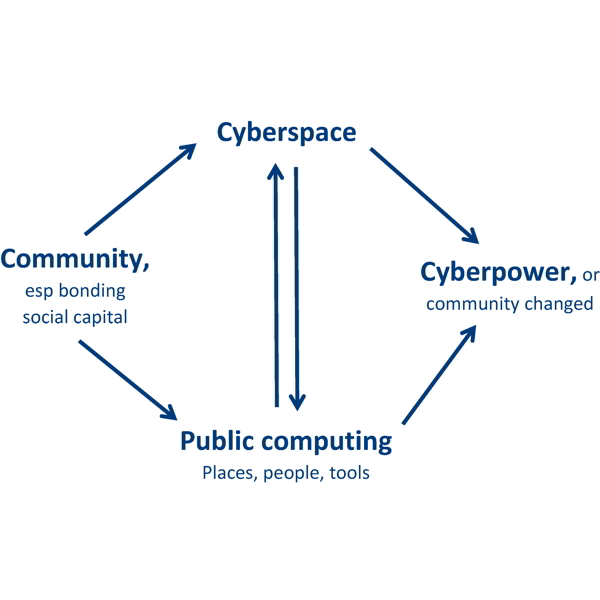 Cyberspace
Community,
esp bonding
social capital
Cyberpower, or
community changed
Public computing
Places, people, tools